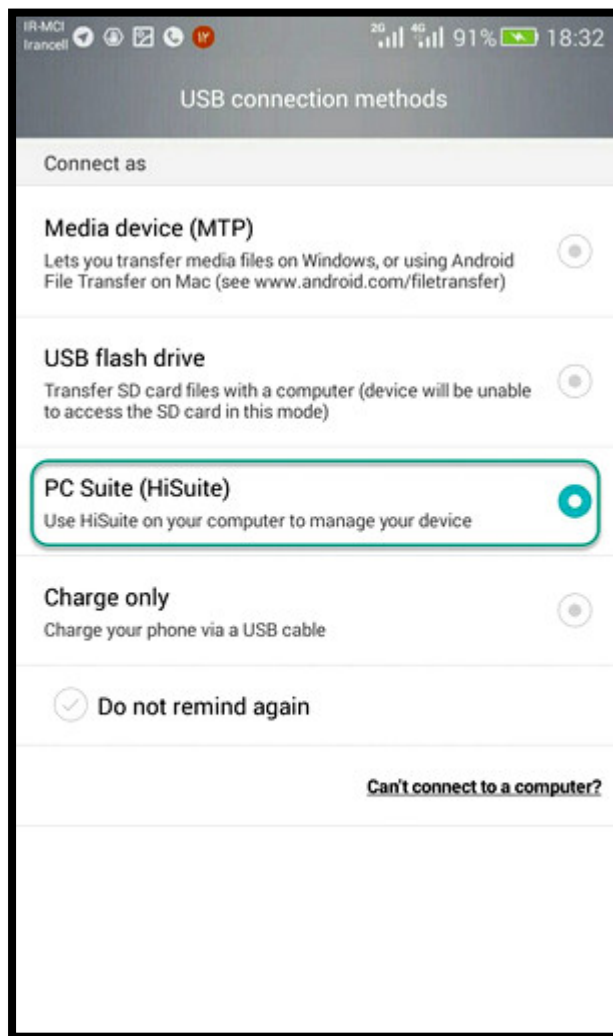 IR-MCI
Irancell
۱۲
2G 4G 91% 18:32
USB connection methods
Connect as
Media device (MTP)
Lets you transfer media files on Windows, or using Android
File Transfer on Mac (see www.android.com/filetransfer)
USB flash drive
Transfer SD card files with a computer (device will be unable
to access the SD card in this mode)
PC Suite (HiSuite)
Use HiSuite on your computer to manage your device
Charge only
Charge your phone via a USB cable
Do not remind again
Can't connect to a computer?